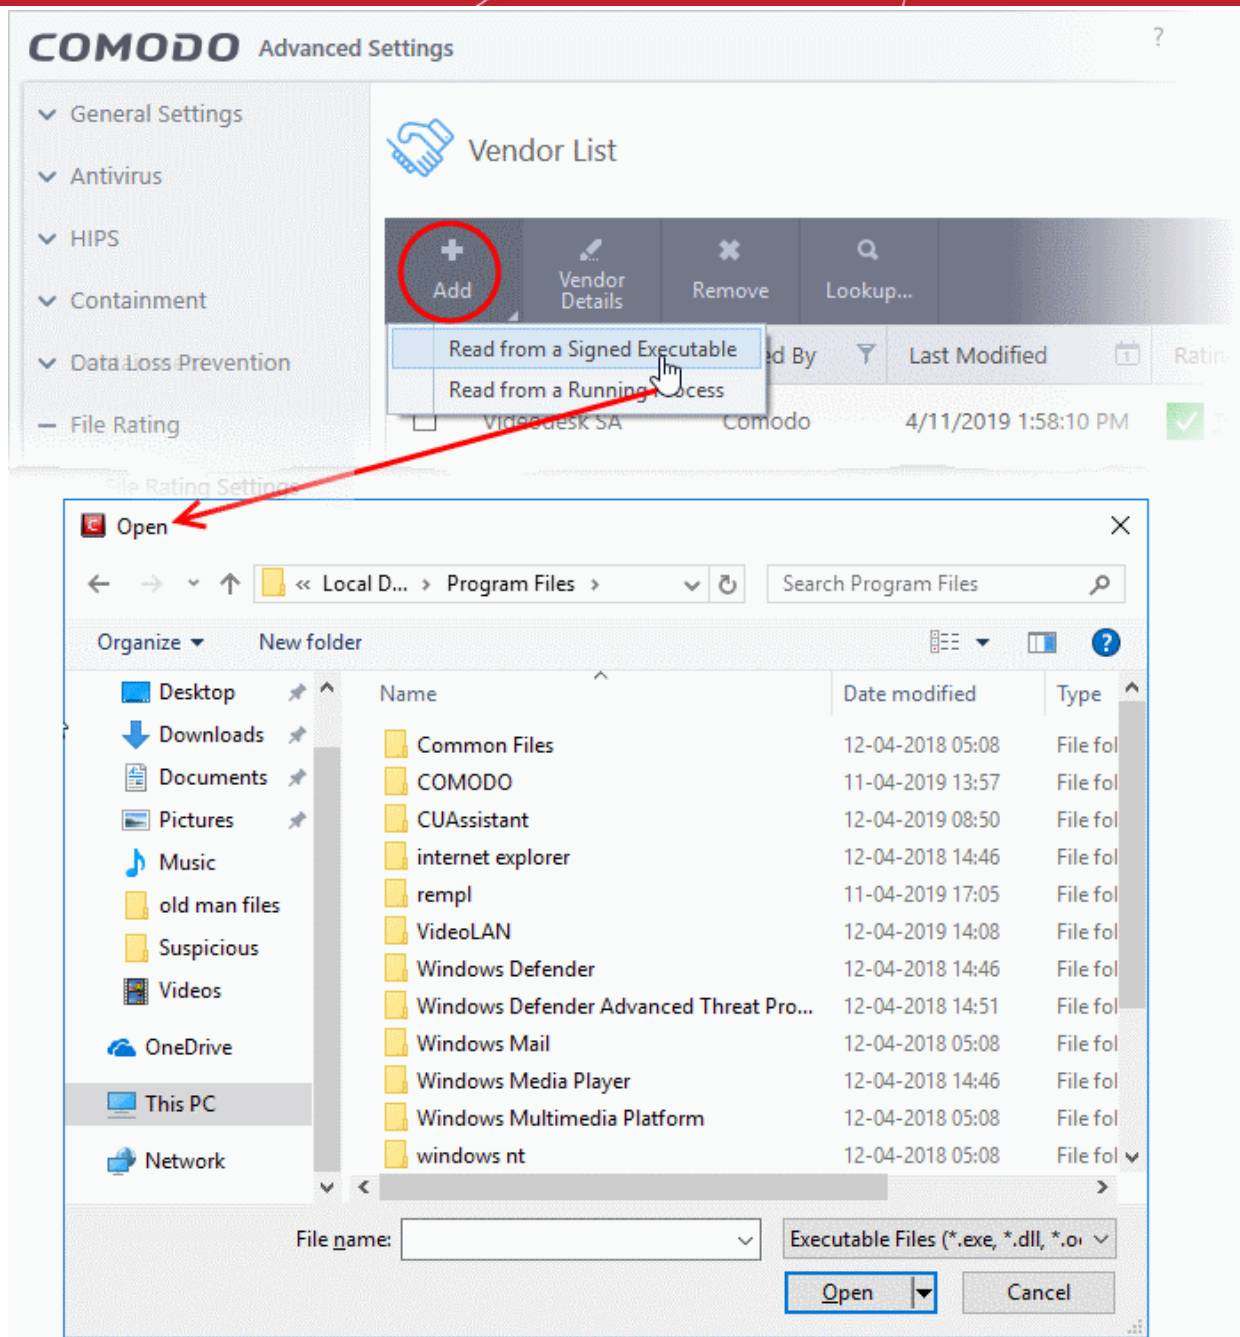 COMODO Advanced Settings
?
General Settings
Antivirus
HIPS
Containment
Data Loss Prevention
File Rating
File Rating Settings
Vendor List
Add
Vendor Details
Remove
Lookup...
Read from a Signed Executable
Read from a Running Process
ed By
Last Modified
Ratin
Videodesk SA Comodo 4/11/2019 1:58:10 PM
Open
« Local D... › Program Files ›
Search Program Files
Organize
New folder
Desktop
Downloads
Documents
Pictures
Music
old man files
Suspicious
Videos
OneDrive
This PC
Network
Name Date modified Type
Common Files 12-04-2018 05:08 File fol
COMODO 11-04-2019 13:57 File fol
CUAssistant 12-04-2019 08:50 File fol
internet explorer 12-04-2018 14:46 File fol
rempl 11-04-2019 17:05 File fol
VideoLAN 12-04-2019 14:08 File fol
Windows Defender 12-04-2018 14:46 File fol
Windows Defender Advanced Threat Pro... 12-04-2018 14:51 File fol
Windows Mail 12-04-2018 05:08 File fol
Windows Media Player 12-04-2018 14:46 File fol
Windows Multimedia Platform 12-04-2018 05:08 File fol
windows nt 12-04-2018 05:08 File fol
File name:
Executable Files (*.exe, *.dll, *.o
Open
Cancel